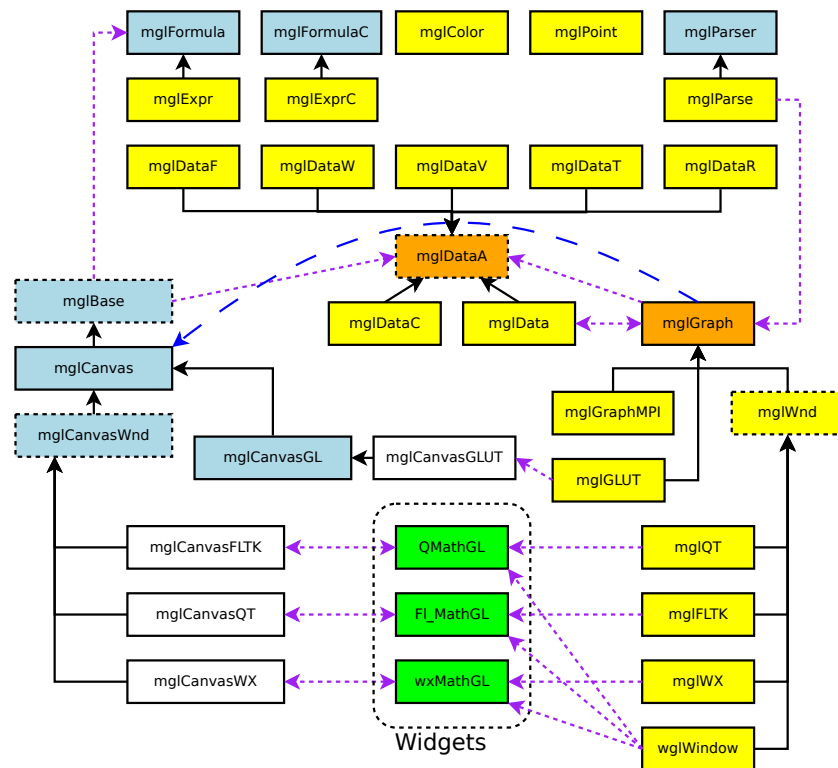 mglFormula
mglFormulaC
mglColor
mglPoint
mglParser
mglExpr
mglExprC
mglParse
mglDataF
mglDataW
mglDataV
mglDataT
mglDataR
mglDataA
mglBase
mglDataC
mglData
mglGraph
mglCanvas
mglGraphMPI
mglWnd
mglCanvasWnd
mglCanvasGL
mglCanvasGLUT
mglGLUT
mglCanvasFLTK
QMathGL
mglQT
mglCanvasQT
Fl_MathGL
mglFLTK
mglCanvasWX
wxMathGL
mglWX
Widgets
wglWindow